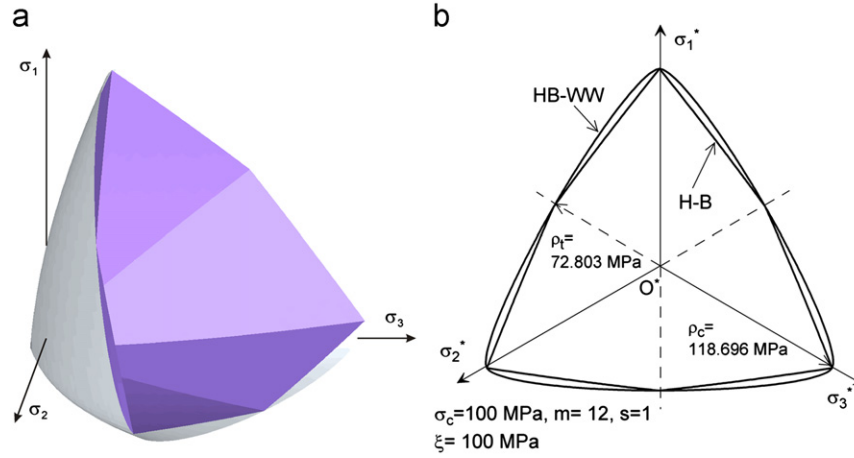 a
σ1
σ3
σ2
b
σ1*
HB-WW
H-B
ρt=
72.803 MPa
O*
ρc=
118.696 MPa
σ2*
σ3*
σc=100 MPa, m= 12, s=1
ξ= 100 MPa